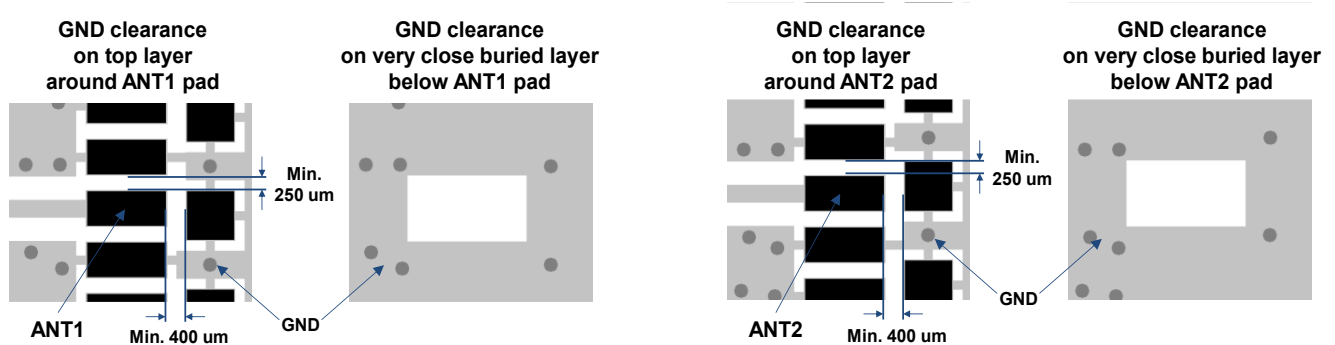 GND clearance
on top layer
around ANT1 pad
GND clearance
on very close buried layer
below ANT1 pad
Min.
250 um
ANT1
Min. 400 um
GND
GND clearance
on top layer
around ANT2 pad
GND clearance
on very close buried layer
below ANT2 pad
Min.
250 um
ANT2
Min. 400 um
GND